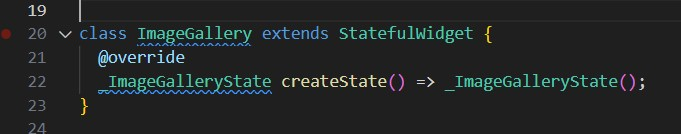 19
20 class ImageGallery extends StatefulWidget {
21 @override
22 _ImageGalleryState createState() => _ImageGalleryState();
23 }
24